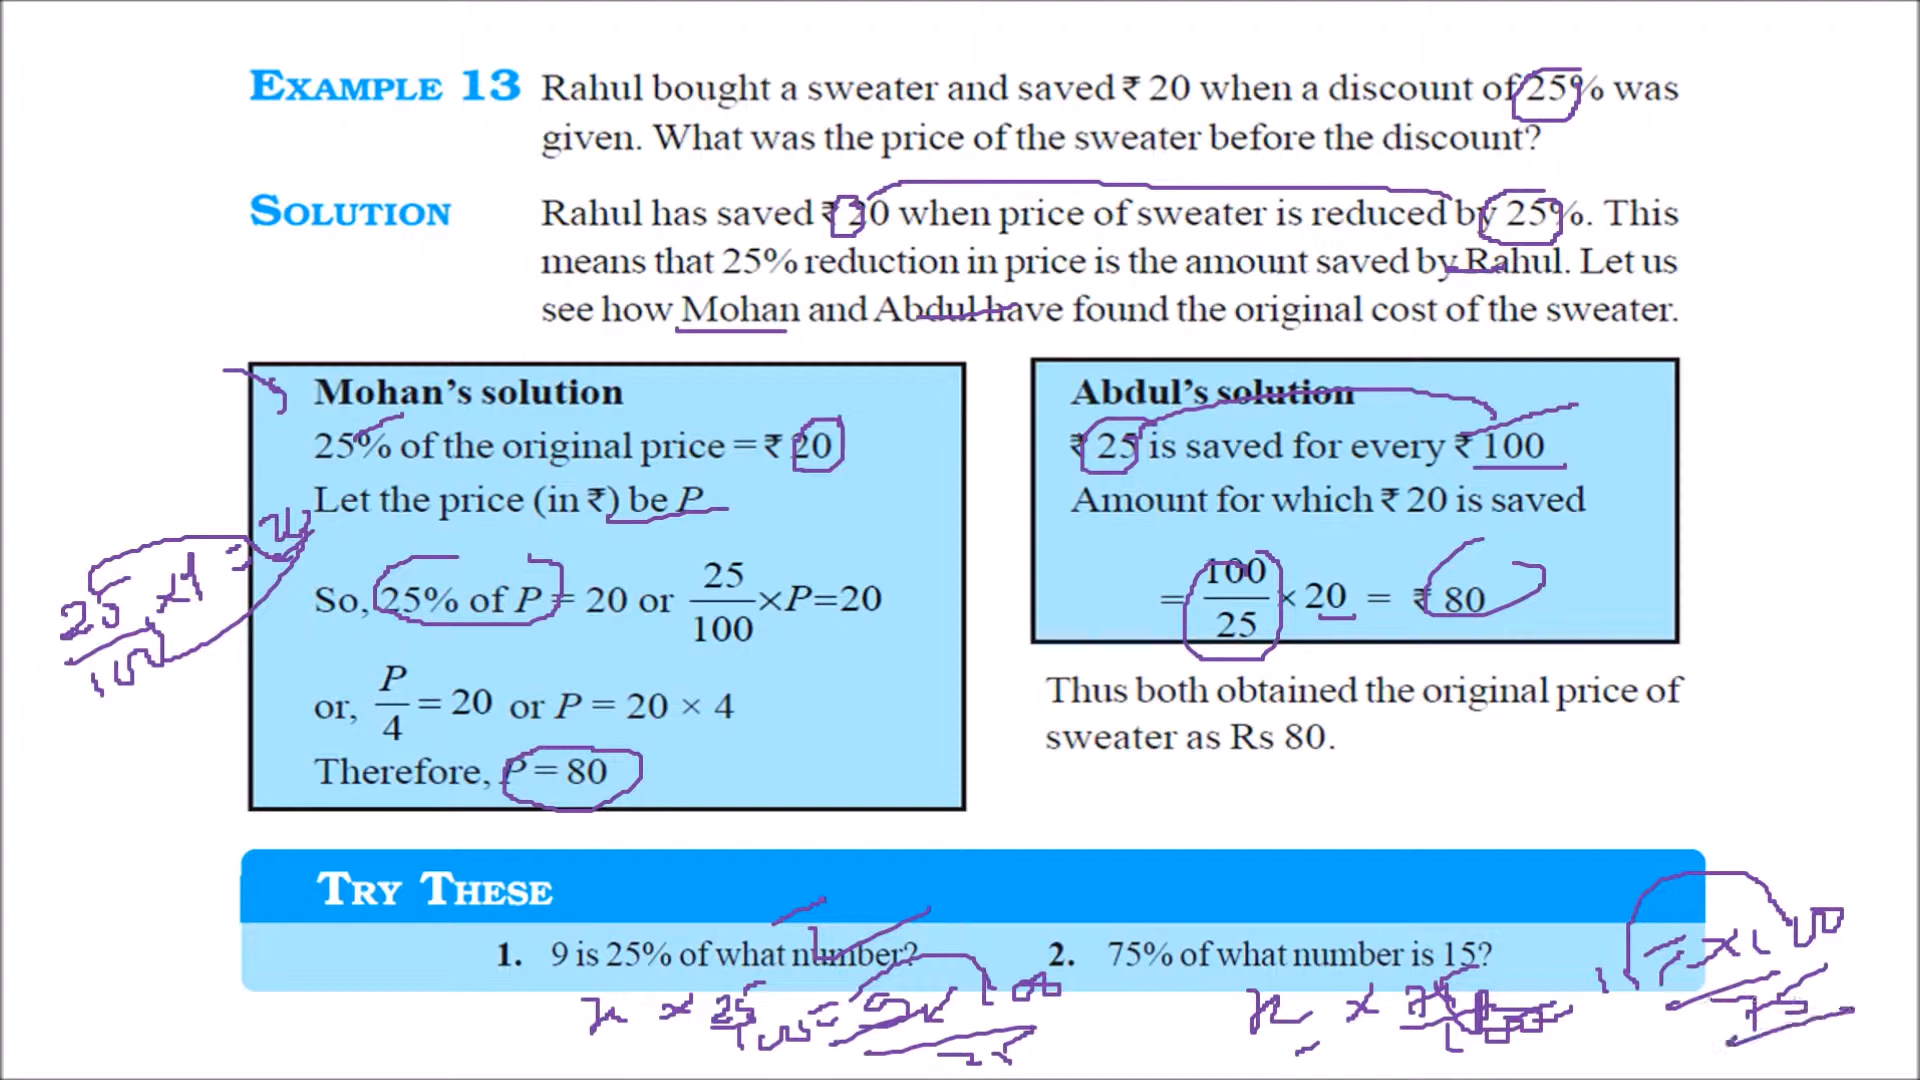 EXAMPLE 13 Rahul bought a sweater and saved ₹ 20 when a discount of 25% was
given. What was the price of the sweater before the discount?
SOLUTION Rahul has saved ₹ 20 when price of sweater is reduced by 25%. This
means that 25% reduction in price is the amount saved by Rahul. Let us
see how Mohan and Abdul have found the original cost of the sweater.
Mohan's solution
25% of the original price = ₹ 20
Let the price (in ₹) be P
So, 25% of P = 20 or 25/100 ×P=20
or, P/4 = 20 or P = 20 × 4
Therefore, P = 80
Abdul's solution
₹ 25 is saved for every ₹ 100
Amount for which ₹ 20 is saved
= 100/25 × 20 = ₹ 80
Thus both obtained the original price of
sweater as Rs 80.
TRY THESE
1. 9 is 25% of what number?
2. 75% of what number is 15?